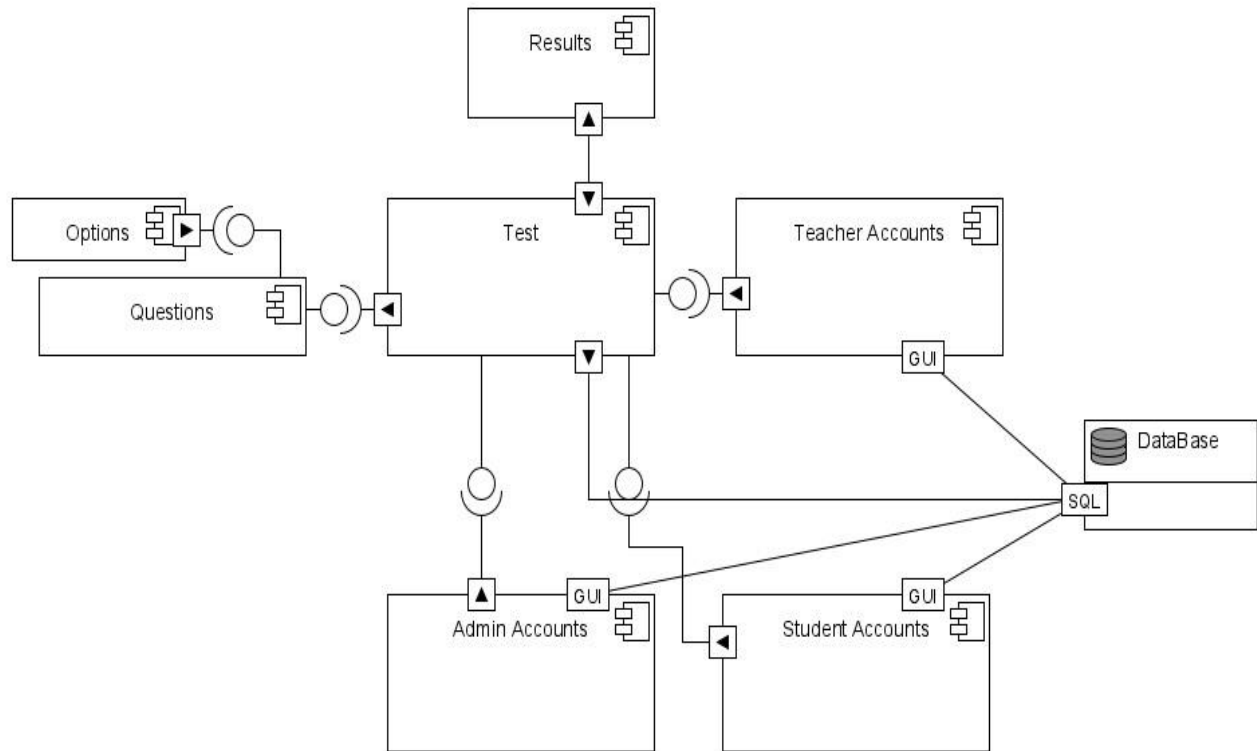 Results
Options
Test
Teacher Accounts
Questions
GUI
DataBase
SQL
GUI
GUI
Admin Accounts
Student Accounts